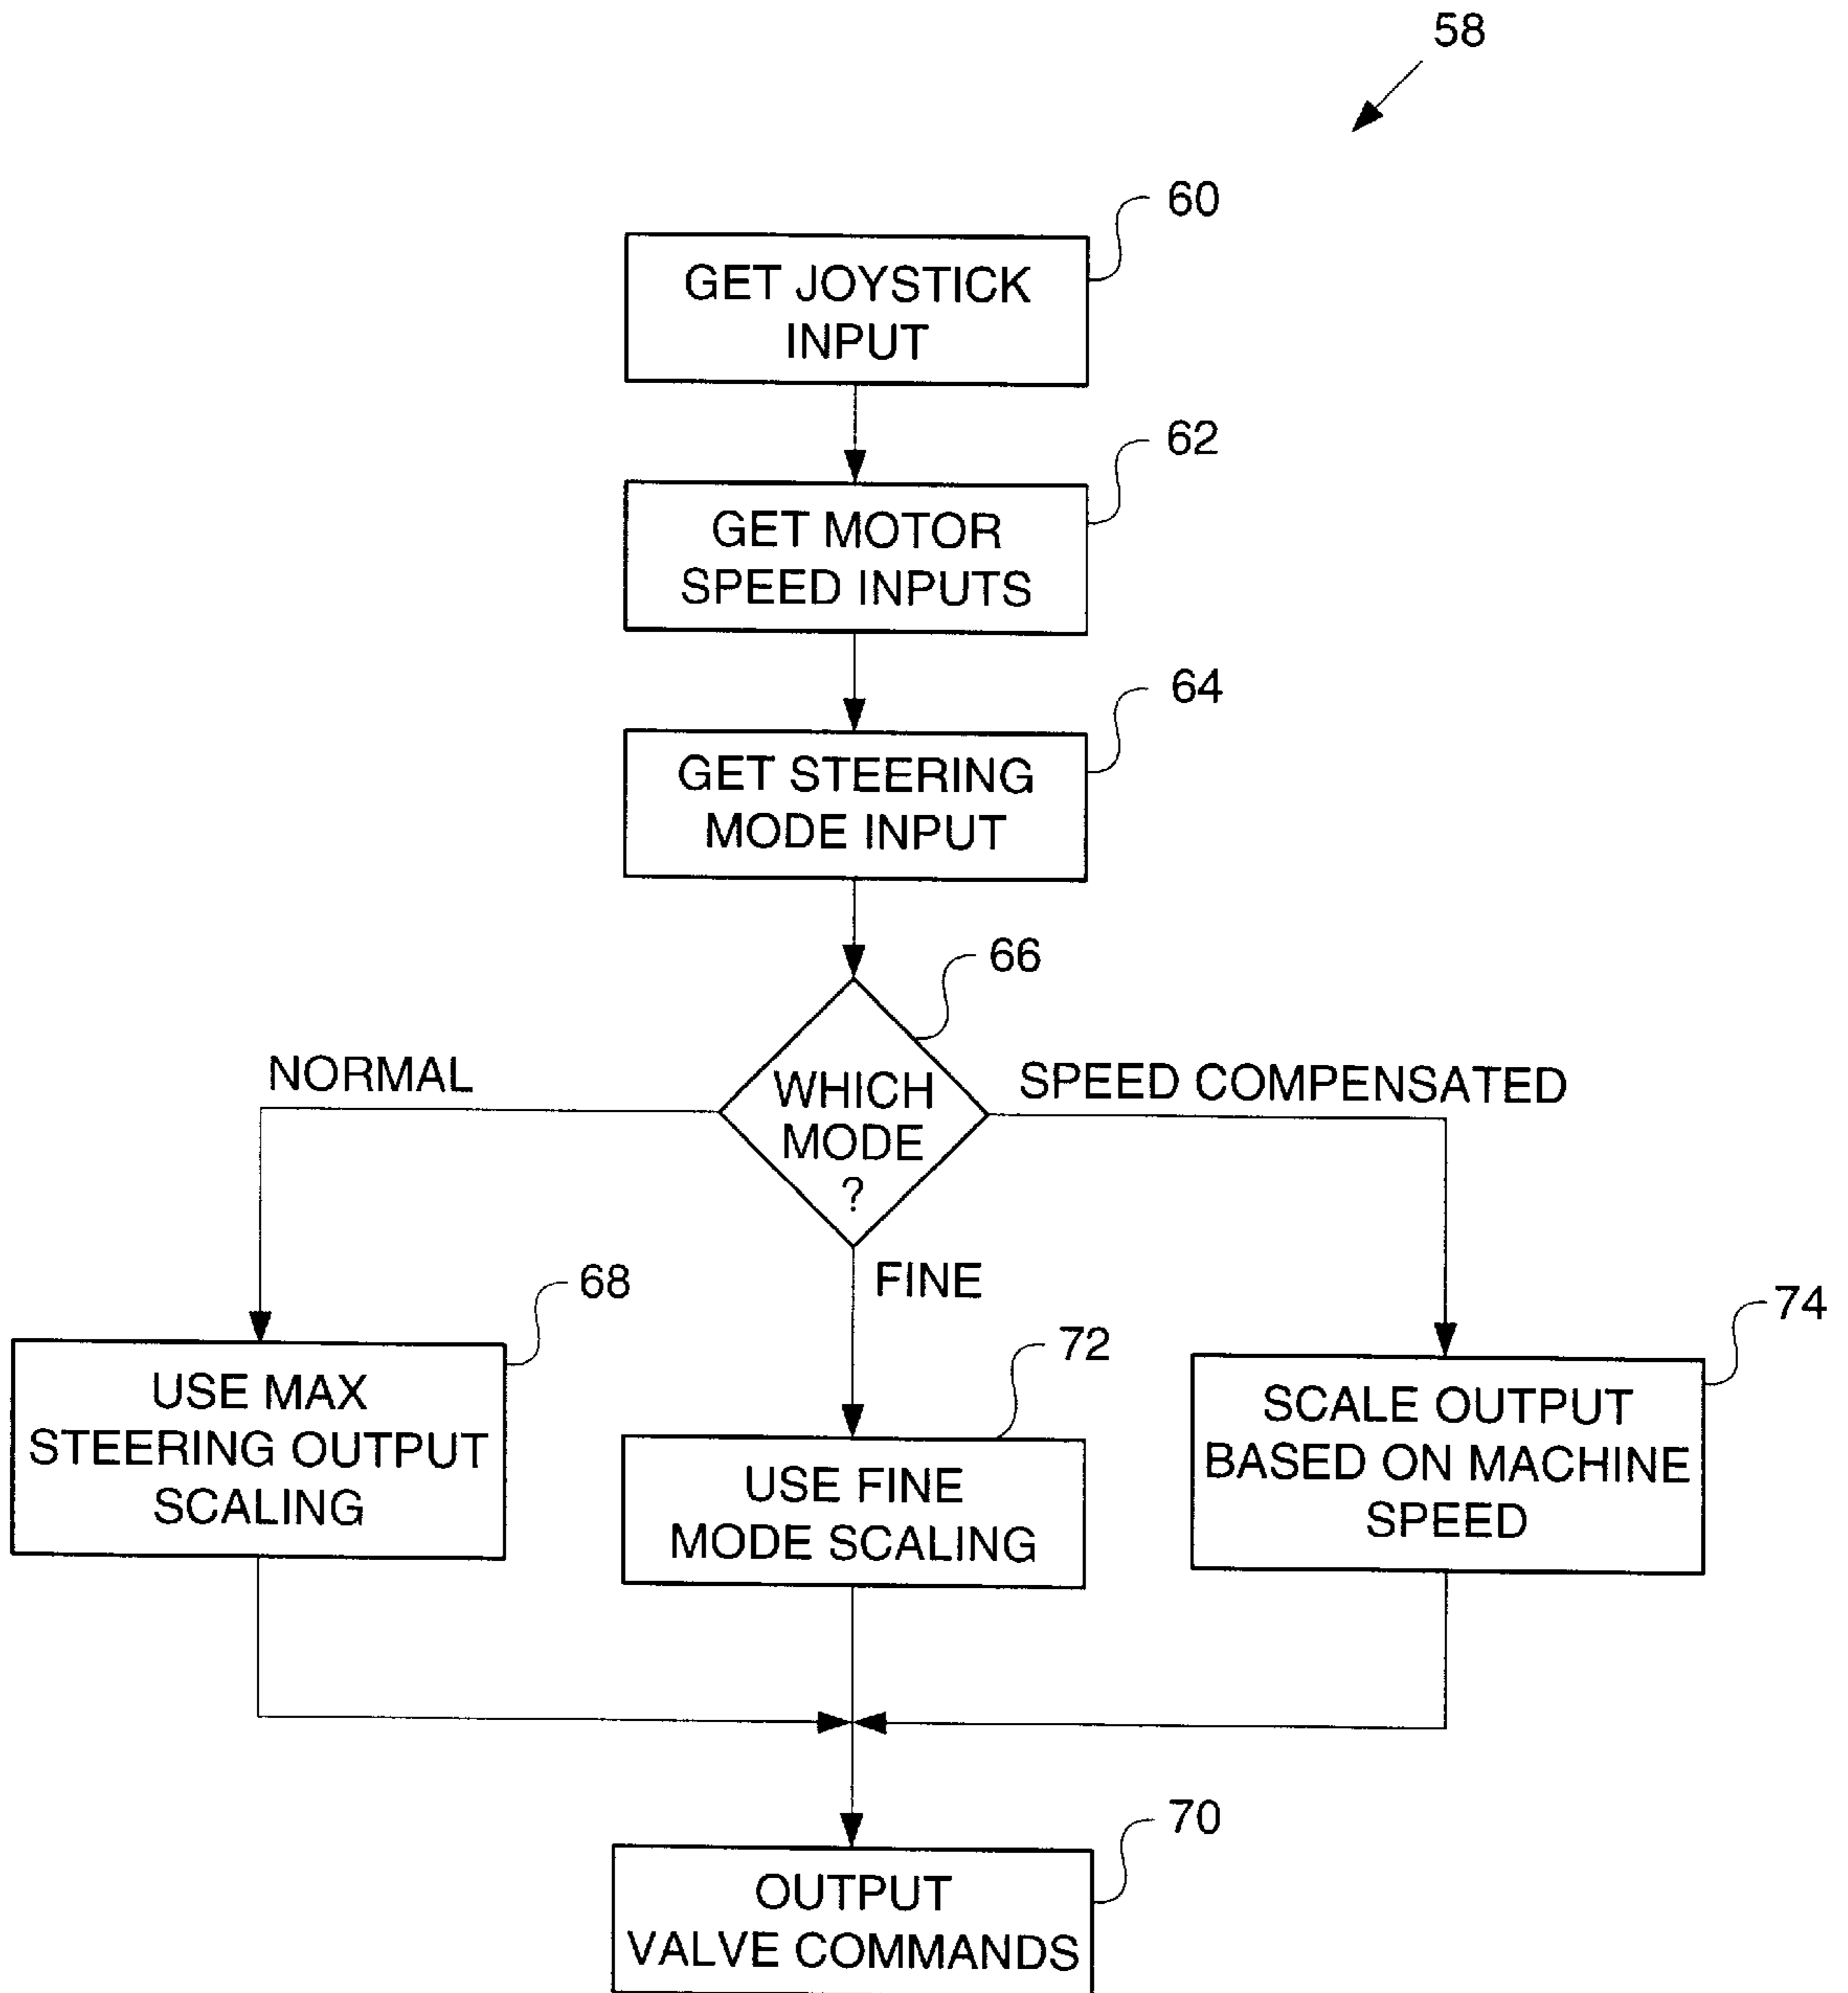 58
60
GET JOYSTICK
INPUT
62
GET MOTOR
SPEED INPUTS
64
GET STEERING
MODE INPUT
66
WHICH
MODE
?
NORMAL
SPEED COMPENSATED
FINE
68
USE MAX
STEERING OUTPUT
SCALING
72
USE FINE
MODE SCALING
74
SCALE OUTPUT
BASED ON MACHINE
SPEED
70
OUTPUT
VALVE COMMANDS